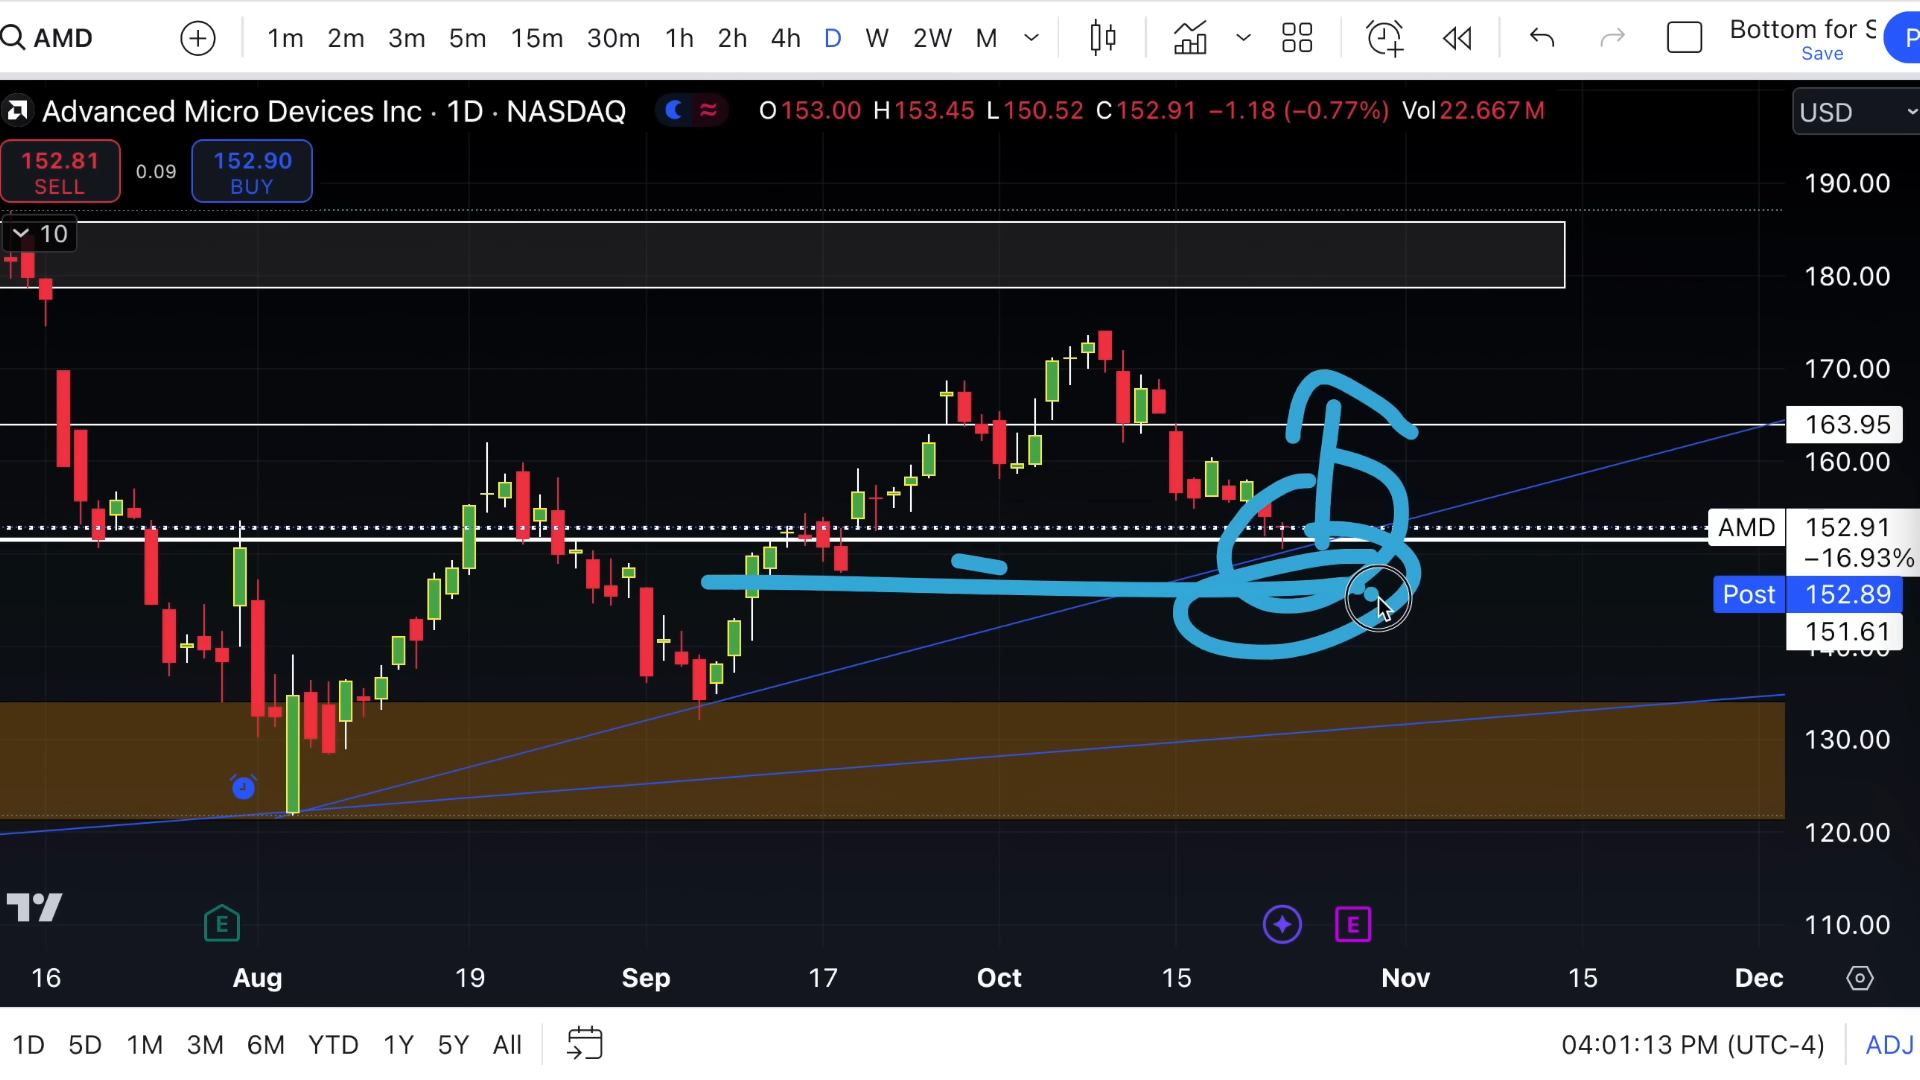 AMD 1m 2m 3m 5m 15m 30m 1h 2h 4h D W 2W M Bottom for S
Save
P
Advanced Micro Devices Inc · 1D · NASDAQ O153.00 H153.45 L150.52 C152.91 −1.18 (−0.77%) Vol22.667M USD
152.81 0.09 152.90
SELL BUY
190.00
10
180.00
170.00
163.95
160.00
AMD 152.91
−16.93%
Post 152.89
151.61
140.00
130.00
120.00
E E 110.00
16 Aug 19 Sep 17 Oct 15 Nov 15 Dec
1D 5D 1M 3M 6M YTD 1Y 5Y All 04:01:13 PM (UTC-4) ADJ